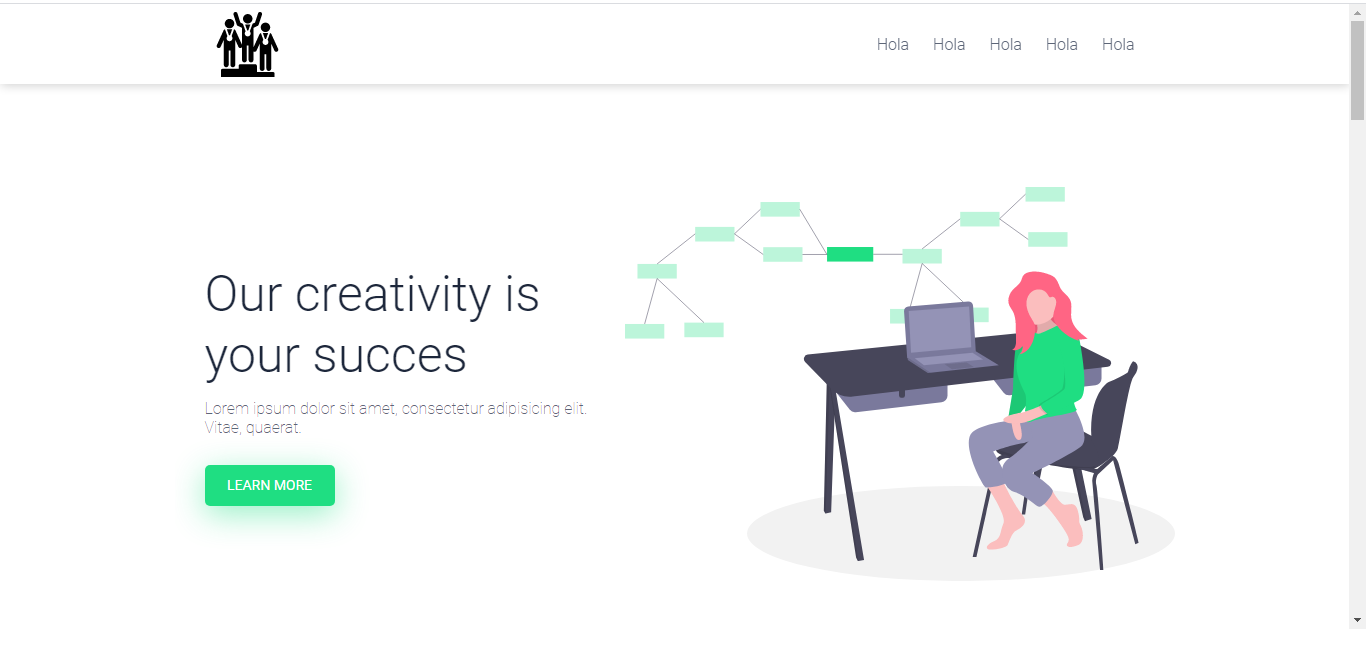 Hola Hola Hola Hola Hola
Our creativity is
your succes
Lorem ipsum dolor sit amet, consectetur adipisicing elit.
Vitae, quaerat.
LEARN MORE